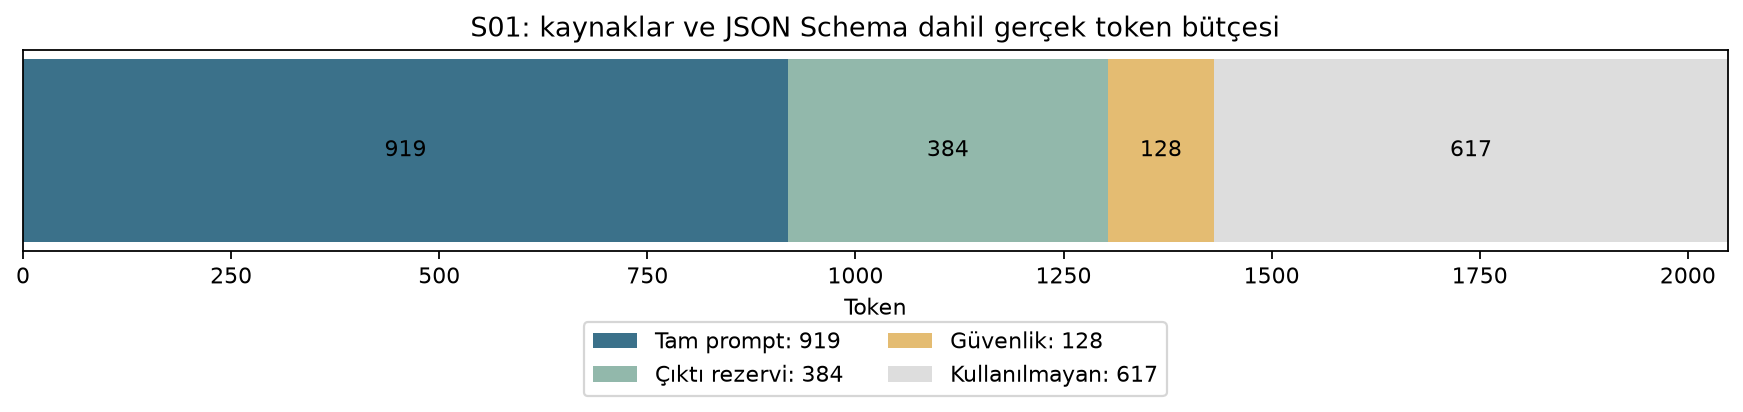 S01: kaynaklar ve JSON Schema dahil gerçek token bütçesi
919 384 128 617
0 250 500 750 1000 1250 1500 1750 2000
Token
Tam prompt: 919 Güvenlik: 128
Çıktı rezervi: 384 Kullanılmayan: 617